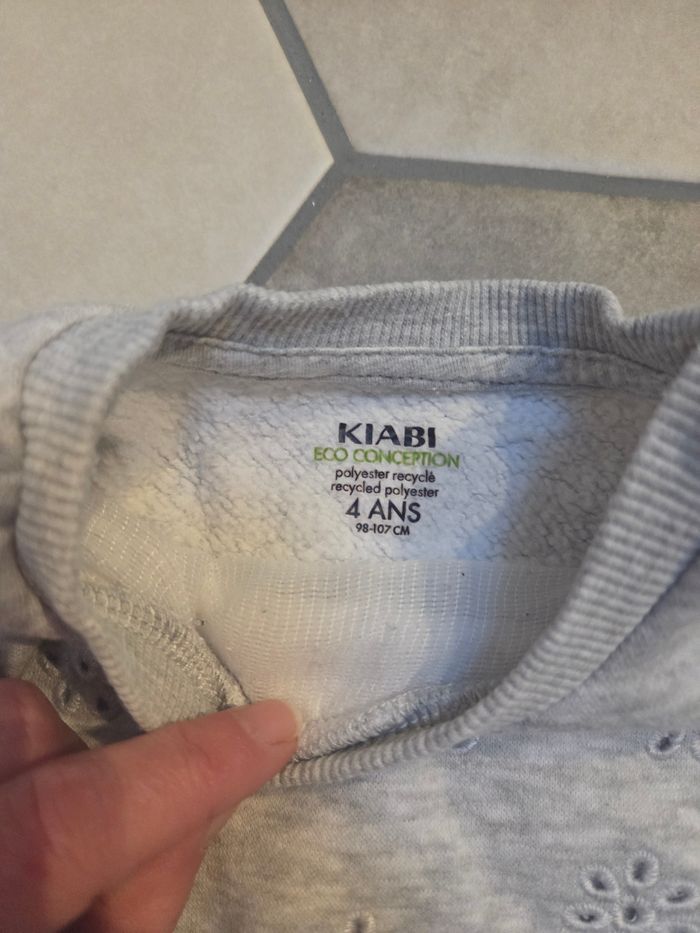 KIABI
ECO CONCEPTION
polyester recyclé
recycled polyester
4 ANS
98-107 CM